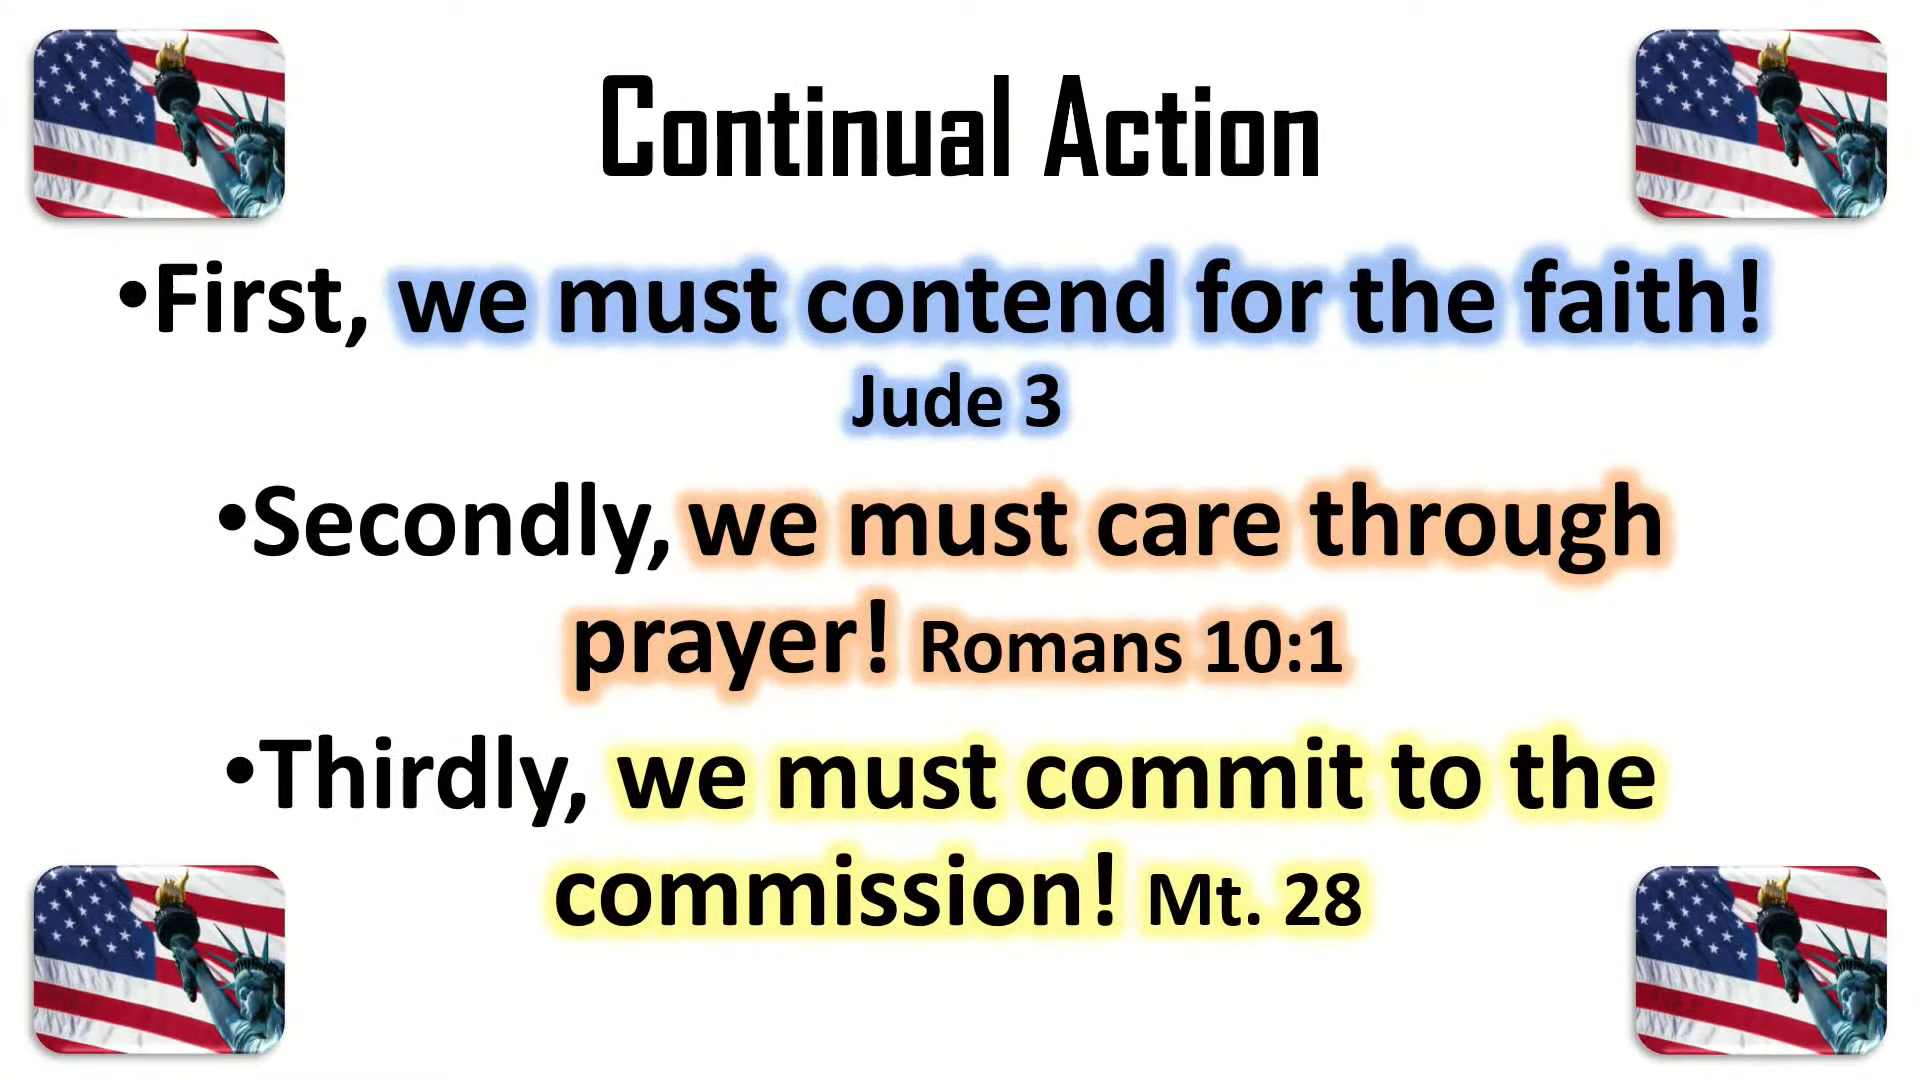 Continual Action
•First, we must contend for the faith!
Jude 3
•Secondly, we must care through
prayer! Romans 10:1
•Thirdly, we must commit to the
commission! Mt. 28